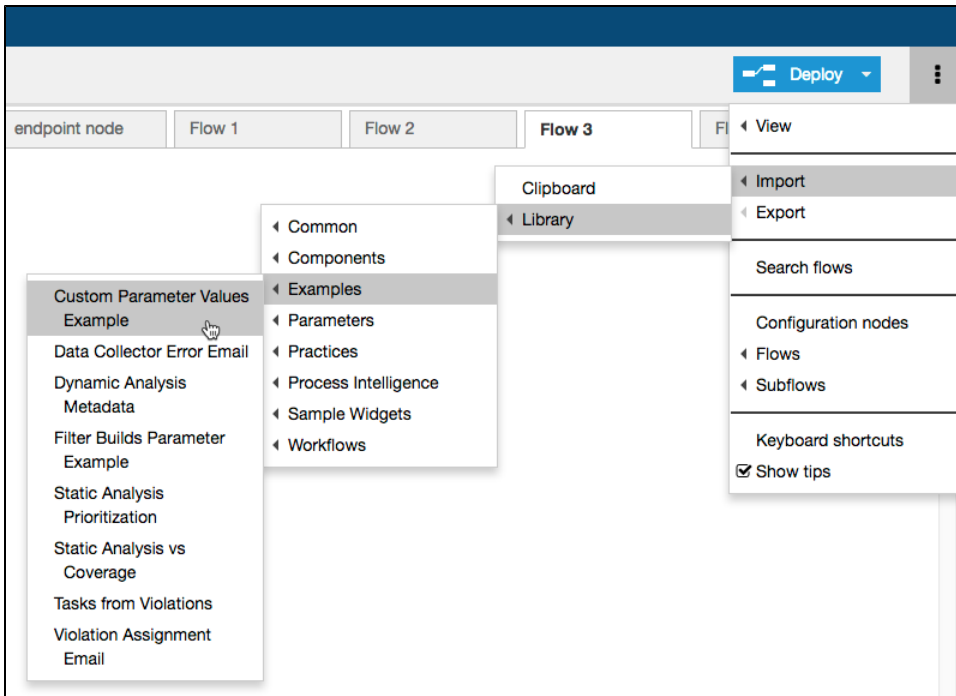 Deploy
endpoint node
Flow 1
Flow 2
Flow 3
Fl
View
Import
Export
Search flows
Configuration nodes
Flows
Subflows
Keyboard shortcuts
Show tips
Clipboard
Library
Common
Components
Examples
Parameters
Practices
Process Intelligence
Sample Widgets
Workflows
Custom Parameter Values
Example
Data Collector Error Email
Dynamic Analysis
Metadata
Filter Builds Parameter
Example
Static Analysis
Prioritization
Static Analysis vs
Coverage
Tasks from Violations
Violation Assignment
Email